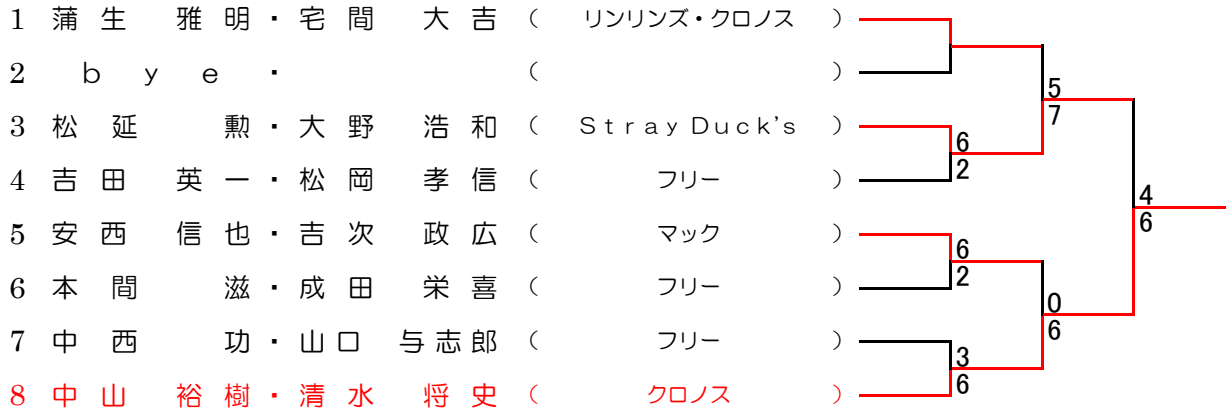 1 蒲生 雅明・宅間 大吉 ( リンリンズ・クロノス )
2 bye ・ ( )
5
3 松延 勲・大野 浩和 ( Stray Duck's ) 7
6
4 吉田 英一・松岡 孝信 ( フリー ) 2
4
5 安西 信也・吉次 政広 ( マック ) 6
6
6 本間 滋・成田 栄喜 ( フリー ) 2
0
7 中西 功・山口 与志郎 ( フリー ) 6
3
8 中山 裕樹・清水 将史 ( クロノス ) 6